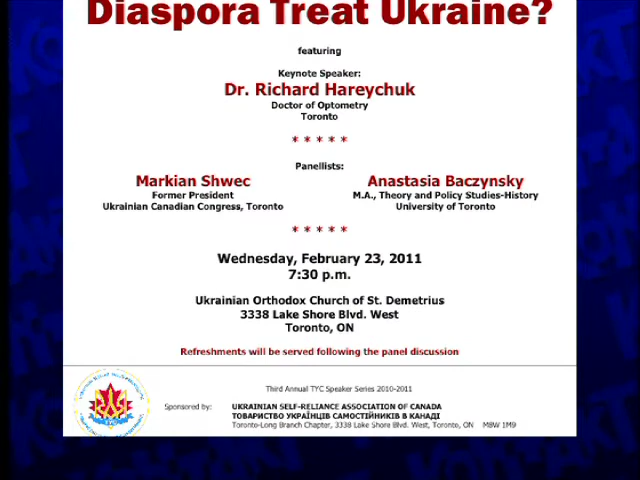 Diaspora Treat Ukraine?
featuring
Keynote Speaker:
Dr. Richard Hareychuk
Doctor of Optometry
Toronto
* * * * *
Panellists:
Markian Shwec
Former President
Ukrainian Canadian Congress, Toronto
Anastasia Baczynsky
M.A., Theory and Policy Studies-History
University of Toronto
* * * * *
Wednesday, February 23, 2011
7:30 p.m.
Ukrainian Orthodox Church of St. Demetrius
3338 Lake Shore Blvd. West
Toronto, ON
Refreshments will be served following the panel discussion
Third Annual TYC Speaker Series 2010-2011
Sponsored by: UKRAINIAN SELF-RELIANCE ASSOCIATION OF CANADA
ТОВАРИСТВО УКРАЇНЦІВ САМОСТІЙНИКІВ В КАНАДІ
Toronto-Long Branch Chapter, 3338 Lake Shore Blvd. West, Toronto, ON M8W 1M9